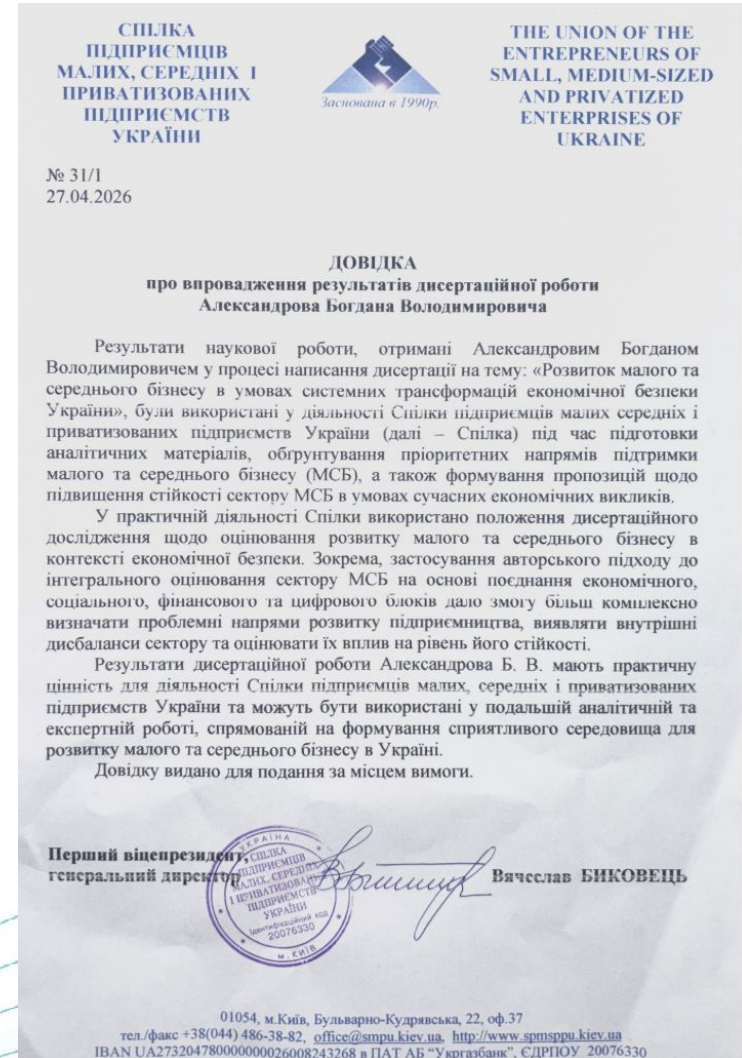 СПІЛКА
ПІДПРИЄМЦІВ
МАЛИХ, СЕРЕДНІХ І
ПРИВАТИЗОВАНИХ
ПІДПРИЄМСТВ
УКРАЇНИ
Заснована в 1990р.
THE UNION OF THE
ENTREPRENEURS OF
SMALL, MEDIUM-SIZED
AND PRIVATIZED
ENTERPRISES OF
UKRAINE
№ 31/1
27.04.2026
ДОВІДКА
про впровадження результатів дисертаційної роботи
Александрова Богдана Володимировича
Результати наукової роботи, отримані Александровим Богданом
Володимировичем у процесі написання дисертації на тему: «Розвиток малого та
середнього бізнесу в умовах системних трансформацій економічної безпеки
України», були використані у діяльності Спілки підприємців малих середніх і
приватизованих підприємств України (далі – Спілка) під час підготовки
аналітичних матеріалів, обґрунтування пріоритетних напрямів підтримки
малого та середнього бізнесу (МСБ), а також формування пропозицій щодо
підвищення стійкості сектору МСБ в умовах сучасних економічних викликів.
У практичній діяльності Спілки використано положення дисертаційного
дослідження щодо оцінювання розвитку малого та середнього бізнесу в
контексті економічної безпеки. Зокрема, застосування авторського підходу до
інтегрального оцінювання сектору МСБ на основі поєднання економічного,
соціального, фінансового та цифрового блоків дало змогу більш комплексно
визначати проблемні напрями розвитку підприємництва, виявляти внутрішні
дисбаланси сектору та оцінювати їх вплив на рівень його стійкості.
Результати дисертаційної роботи Александрова Б. В. мають практичну
цінність для діяльності Спілки підприємців малих, середніх і приватизованих
підприємств України та можуть бути використані у подальшій аналітичній та
експертній роботі, спрямованій на формування сприятливого середовища для
розвитку малого та середнього бізнесу в Україні.
Довідку видано для подання за місцем вимоги.
Перший віцепрезидент,
генеральний директор
Вячеслав БИКОВЕЦЬ
УКРАЇНА
СПІЛКА
ПІДПРИЄМЦІВ
МАЛИХ, СЕРЕДНІХ
І ПРИВАТИЗОВАНИХ
ПІДПРИЄМСТВ
УКРАЇНИ
Ідентифікаційний код
20076330
м. КИЇВ
01054, м.Київ, Бульварно-Кудрявська, 22, оф.37
тел./факс +38(044) 486-38-82, office@smpu.kiev.ua, http://www.spmsppu.kiev.ua
IBAN UA273204780000000026008243268 в ПАТ АБ "Укргазбанк", ЄДРПОУ 20076330